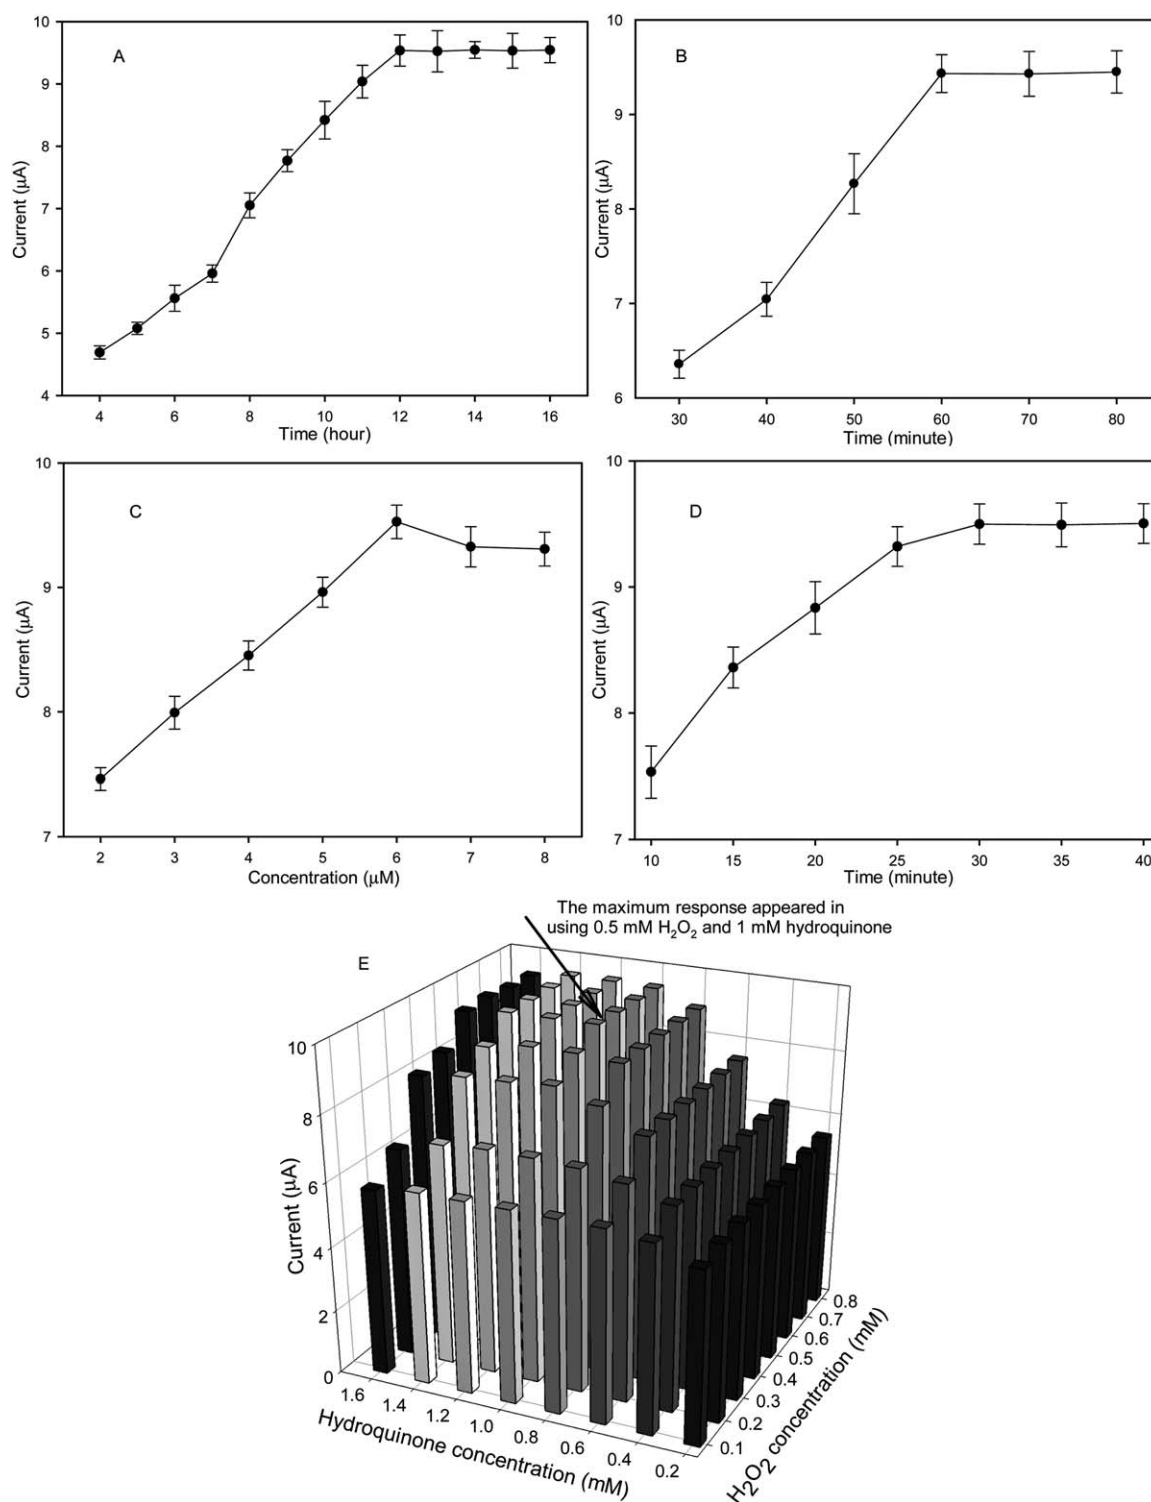 A
10
9
8
7
6
5
4
Current (μA)
4 6 8 10 12 14 16
Time (hour)
B
10
9
8
7
6
Current (μA)
30 40 50 60 70 80
Time (minute)
C
10
9
8
7
Current (μA)
2 3 4 5 6 7 8
Concentration (μM)
D
10
9
8
7
Current (μA)
10 15 20 25 30 35 40
Time (minute)
The maximum response appeared in
using 0.5 mM H₂O₂ and 1 mM hydroquinone
E
10
8
6
4
2
0
Current (μA)
1.6 1.4 1.2 1.0 0.8 0.6 0.4 0.2
Hydroquinone concentration (mM)
0.8
0.7
0.6
0.5
0.4
0.3
0.2
0.1
H₂O₂ concentration (mM)